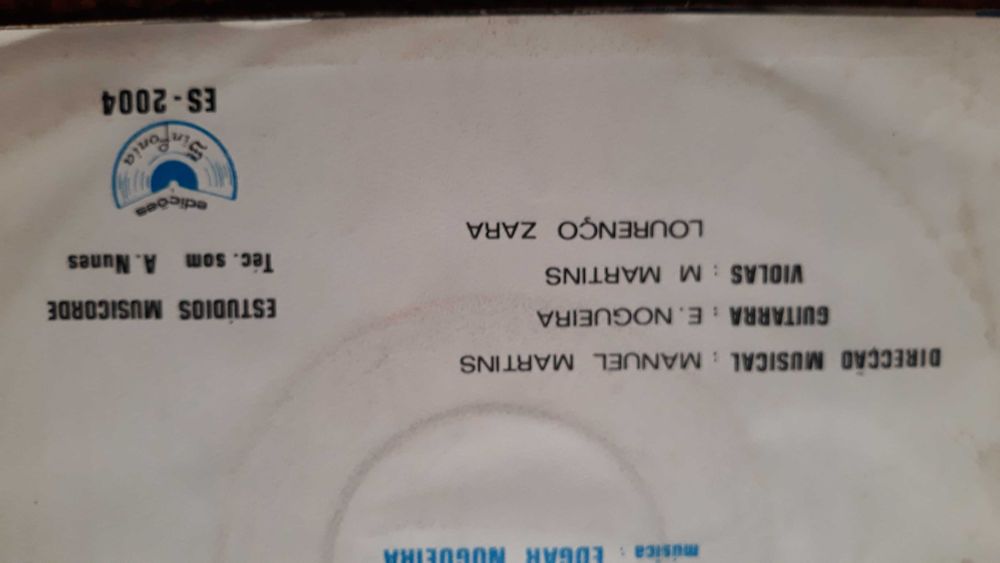 música : EDGAR NOGUEIRA
DIRECÇÃO MUSICAL : MANUEL MARTINS
GUITARRA : E. NOGUEIRA
VIOLAS : M MARTINS
LOURENÇO ZARA
ESTÚDIOS MUSICORDE
Téc. som A. Nunes
edições
Sinfonia
ES-2004